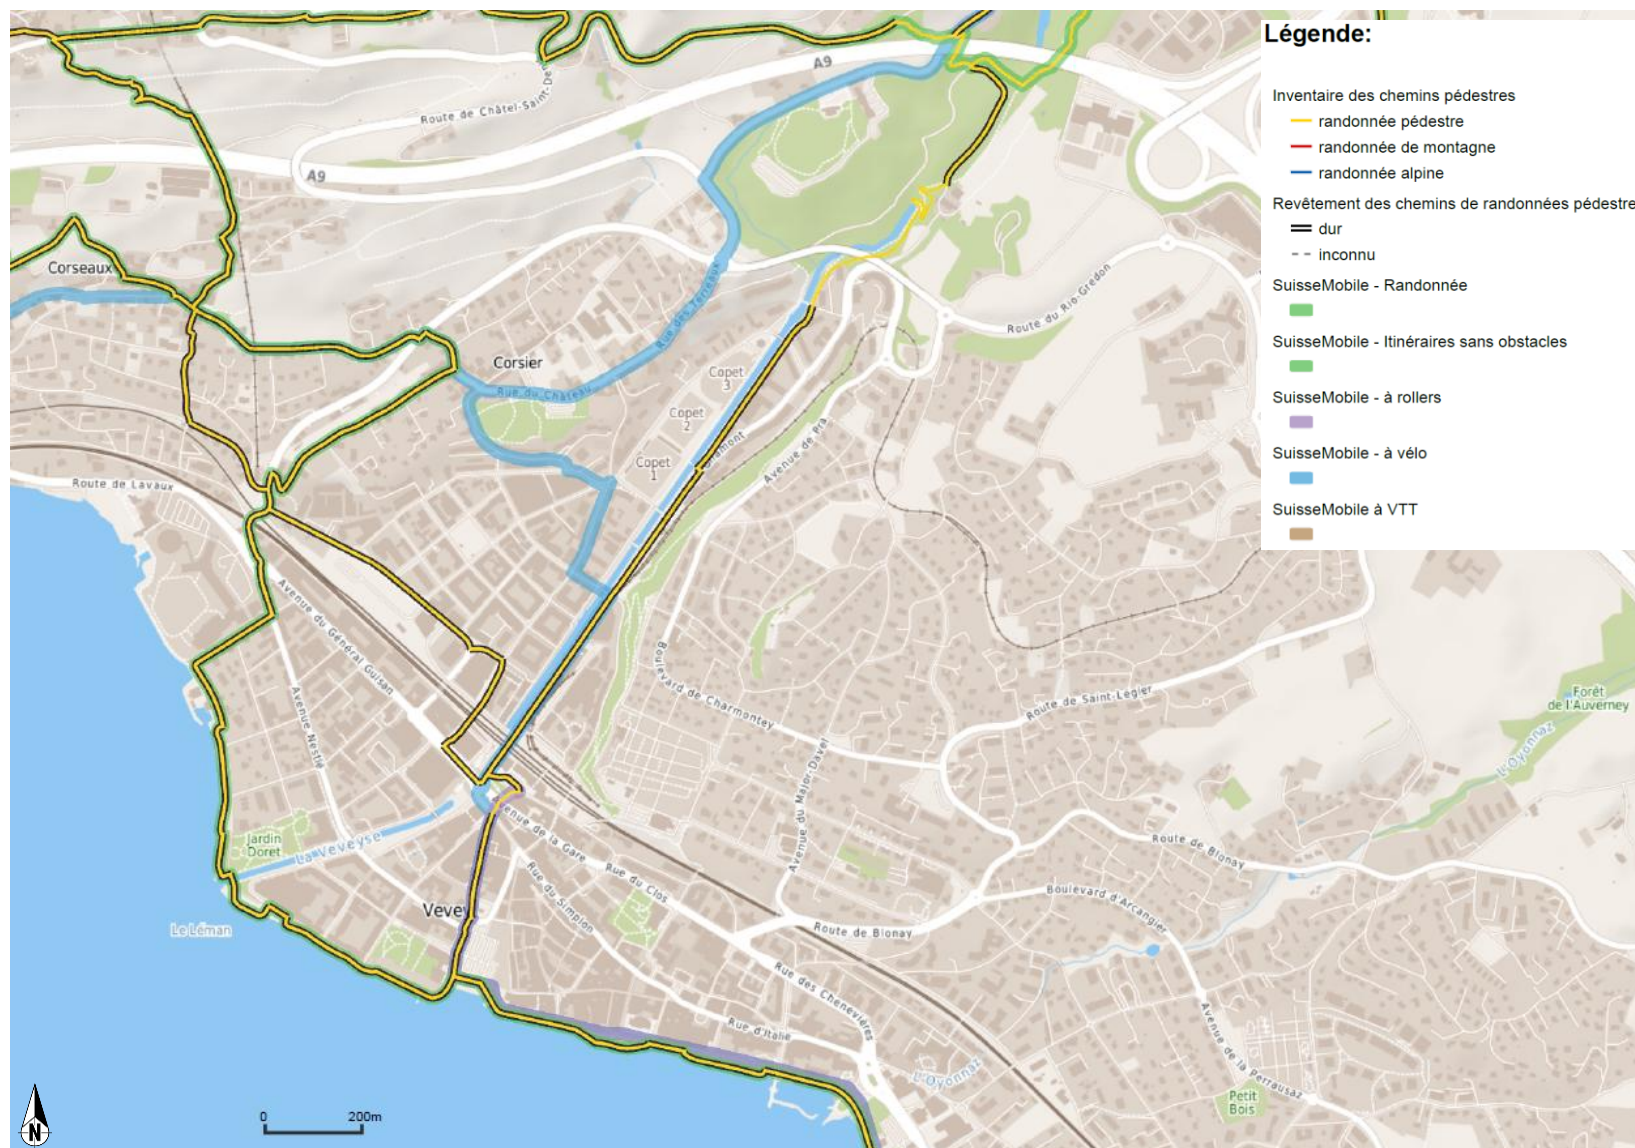 Légende:
Inventaire des chemins pédestres
randonnée pédestre
randonnée de montagne
randonnée alpine
Revêtement des chemins de randonnées pédestre
dur
inconnu
SuisseMobile - Randonnée
SuisseMobile - Itinéraires sans obstacles
SuisseMobile - à rollers
SuisseMobile - à vélo
SuisseMobile à VTT
A9
Route de Châtel-Saint-De
A9
Corseaux
Rue des Terreaux
Route du Rio-Gredon
Corsier
Rue du Château
Copet
3
Copet
2
Copet
1
Avenue de Pra
Route de Lavaux
Avenue du Général Guisan
Boulevard de Charmontey
Route de Saint-Légier
Forêt
de l'Auverney
L'Oyonnaz
Avenue Nestlé
Avenue du Major-Davel
Jardin
Doret
La Veveyse
venue de la Gare
Rue du Clos
Rue du Simplon
Route de Blonay
Boulevard d'Arcangier
Vevey
Le Léman
Route de Blonay
Rue des Chenevières
Rue d'Italie
L'Oyonnaz
Avenue de la Perrausaz
Petit
Bois
0 200m
N